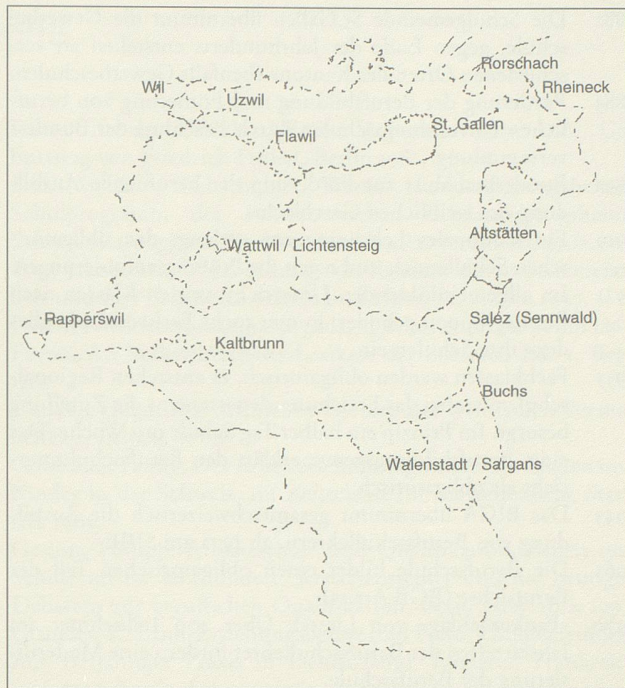 Rorschach
Wil
Rheineck
Uzwil
St. Gallen
Flawil
Altstätten
Wattwil / Lichtensteig
Salez (Sennwald)
Rapperswil
Kaltbrunn
Buchs
Walenstadt / Sargans